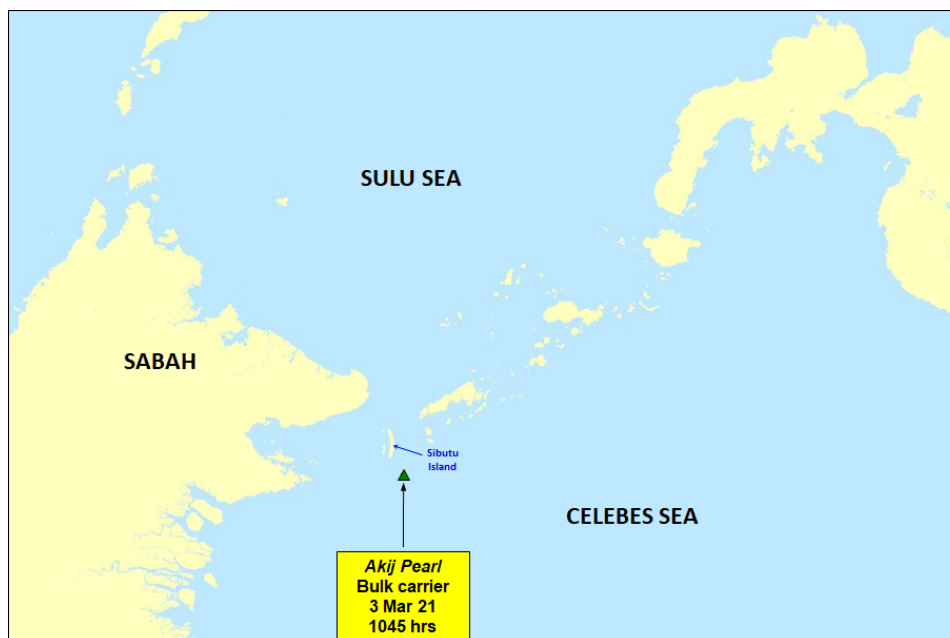 SULU SEA
SABAH
Sibutu
Island
CELEBES SEA
Akij Pearl
Bulk carrier
3 Mar 21
1045 hrs